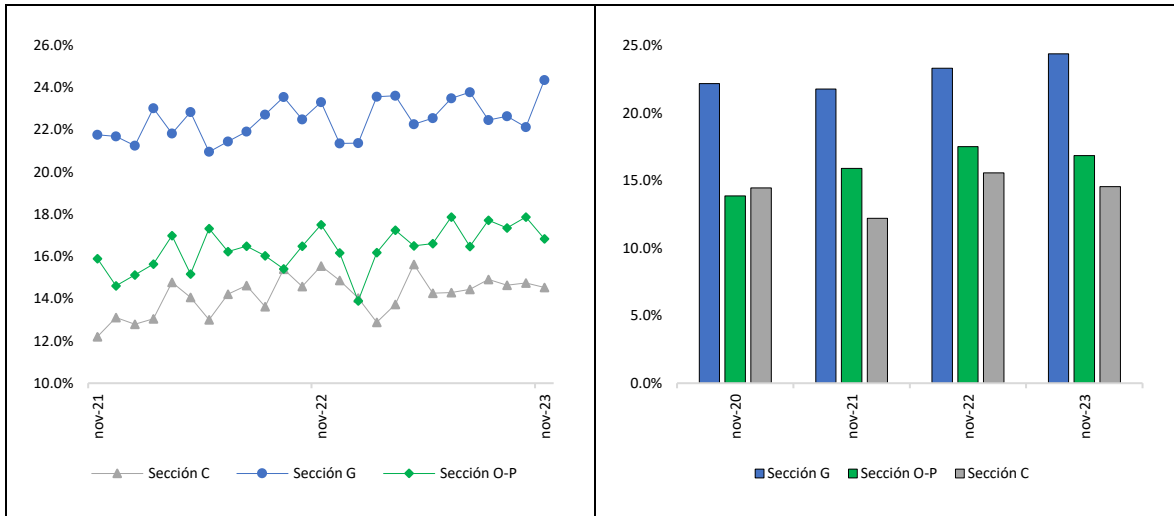 26.0%
24.0%
22.0%
20.0%
18.0%
16.0%
14.0%
12.0%
10.0%
nov-21
nov-22
nov-23
Sección C
Sección G
Sección O-P
25.0%
20.0%
15.0%
10.0%
5.0%
0.0%
nov-20
nov-21
nov-22
nov-23
Sección G
Sección O-P
Sección C